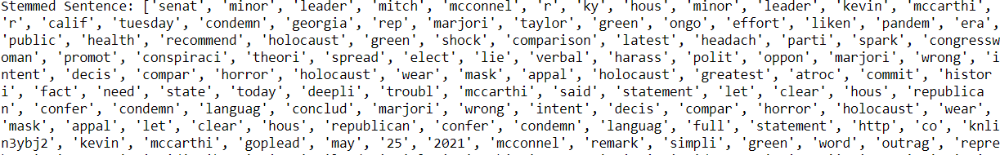 Stemmed Sentence: ['senat', 'minor', 'leader', 'mitch', 'mcconnel', 'r', 'ky', 'hous', 'minor', 'leader', 'kevin', 'mccarthi',
'r', 'calif', 'tuesday', 'condemn', 'georgia', 'rep', 'marjori', 'taylor', 'green', 'ongo', 'effort', 'liken', 'pandem', 'era',
'public', 'health', 'recommend', 'holocaust', 'green', 'shock', 'comparison', 'latest', 'headach', 'parti', 'spark', 'congressw
oman', 'promot', 'conspiraci', 'theori', 'spread', 'elect', 'lie', 'verbal', 'harass', 'polit', 'oppon', 'marjori', 'wrong', 'i
ntent', 'decis', 'compar', 'horror', 'holocaust', 'wear', 'mask', 'appal', 'holocaust', 'greatest', 'atroc', 'commit', 'histor
i', 'fact', 'need', 'state', 'today', 'deepli', 'troubl', 'mccarthi', 'said', 'statement', 'let', 'clear', 'hous', 'republica
n', 'confer', 'condemn', 'languag', 'conclud', 'marjori', 'wrong', 'intent', 'decis', 'compar', 'horror', 'holocaust', 'wear',
'mask', 'appal', 'let', 'clear', 'hous', 'republican', 'confer', 'condemn', 'languag', 'full', 'statement', 'http', 'co', 'knli
n3ybj2', 'kevin', 'mccarthi', 'goplead', 'may', '25', '2021', 'mcconnel', 'remark', 'simpli', 'green', 'word', 'outrag', 'repre